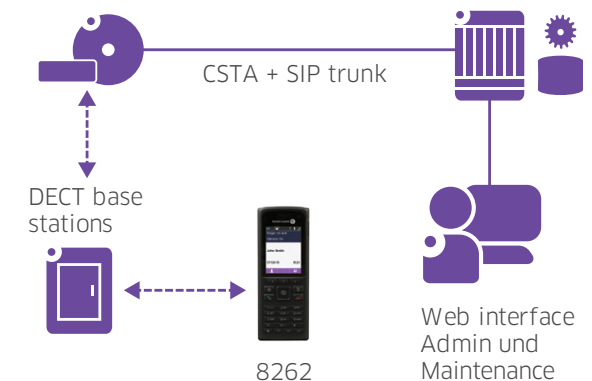 CSTA + SIP trunk
DECT base
stations
8262
Web interface
Admin und
Maintenance